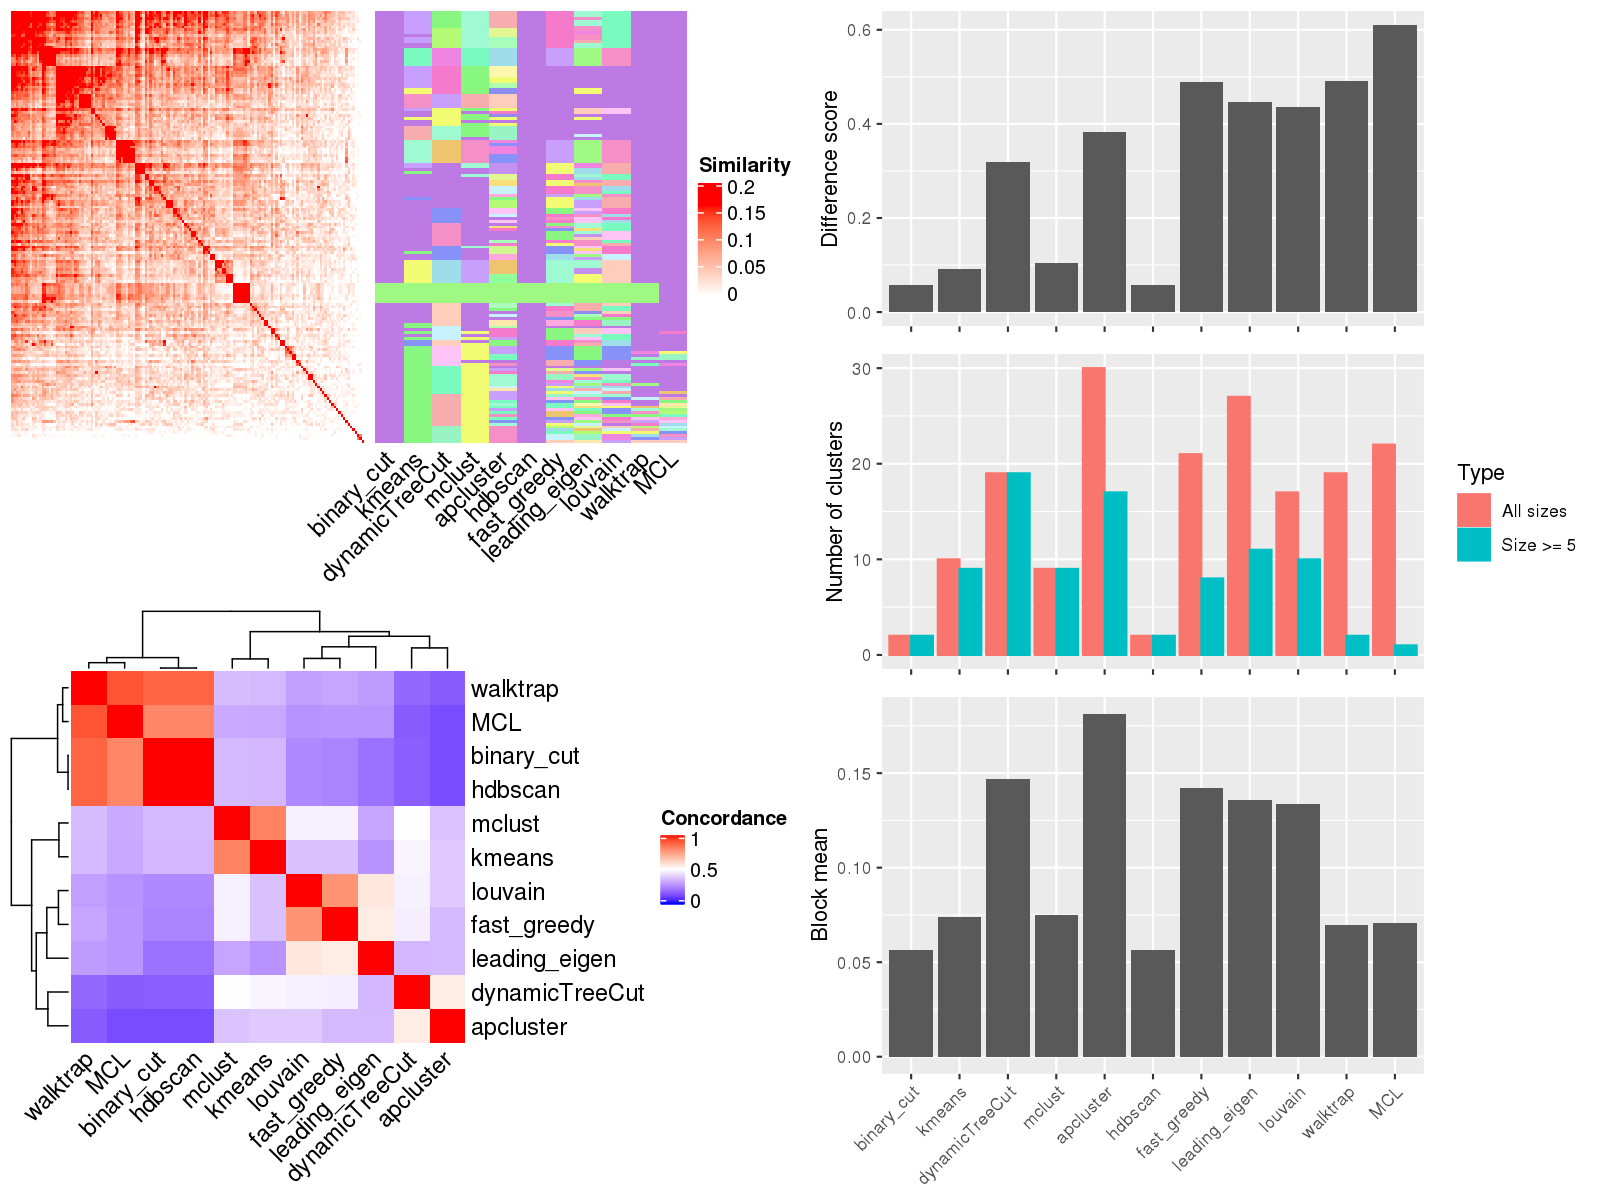 Similarity
0.2
0.15
0.1
0.05
0
binary_cut
kmeans
dynamicTreeCut
mclust
apcluster
hdbscan
fast_greedy
leading_eigen
louvain
walktrap
MCL
walktrap
MCL
binary_cut
hdbscan
mclust
kmeans
louvain
fast_greedy
leading_eigen
dynamicTreeCut
apcluster
Concordance
1
0.5
0
walktrap
MCL
binary_cut
hdbscan
mclust
kmeans
louvain
fast_greedy
leading_eigen
dynamicTreeCut
apcluster
Difference score
0.6
0.4
0.2
0.0
Number of clusters
30
20
10
0
Type
All sizes
Size >= 5
Block mean
0.15
0.10
0.05
0.00
binary_cut
kmeans
dynamicTreeCut
mclust
apcluster
hdbscan
fast_greedy
leading_eigen
louvain
walktrap
MCL